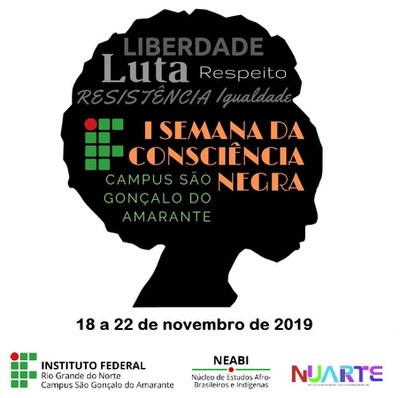 LIBERDADE
Luta Respeito
RESISTÊNCIA Igualdade
I SEMANA DA
CONSCIÊNCIA
NEGRA
CAMPUS SÃO
GONÇALO DO
AMARANTE
18 a 22 de novembro de 2019
INSTITUTO FEDERAL
Rio Grande do Norte
Campus São Gonçalo do Amarante
NEABI
Núcleo de Estudos Afro-
Brasileiros e Indígenas
NUARTE